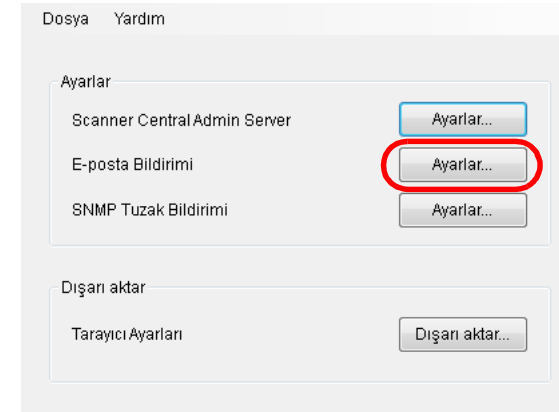 Dosya Yardım
Ayarlar
Scanner Central Admin Server Ayarlar...
E-posta Bildirimi Ayarlar...
SNMP Tuzak Bildirimi Ayarlar...
Dışarı aktar
Tarayıcı Ayarları Dışarı aktar...